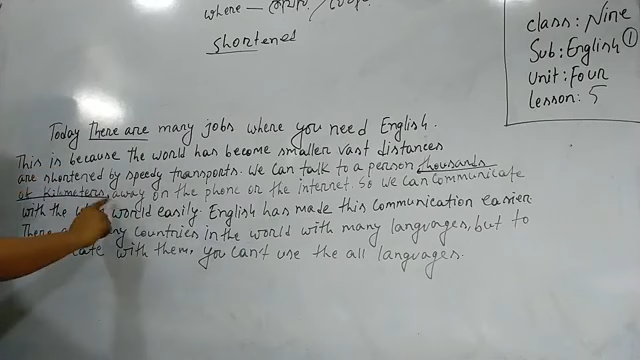 where —
shortened
class: Nine
Sub: English ①
Unit: Four
lesson: 5
Today there are many jobs where you need English.
This is because the world has become smaller vast distances
are shortened by speedy transports. We can talk to a person thousands
of Kilmeters away on the phone or the internet. So we can communicate
with the world easily. English has made this communication easier
There countries in the world with many languages, but to
with them, you can't use the all languages.